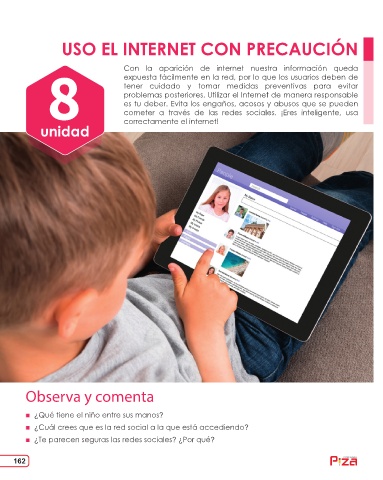 USO EL INTERNET CON PRECAUCIÓN
8
unidad
Con la aparición de internet nuestra información queda
expuesta fácilmente en la red, por lo que los usuarios deben de
tener cuidado y tomar medidas preventivas para evitar
problemas posteriores. Utilizar el Internet de manera responsable
es tu deber. Evita los engaños, acosos y abusos que se pueden
cometer a través de las redes sociales. ¡Eres inteligente, usa
correctamente el internet!
Observa y comenta
¿Qué tiene el niño entre sus manos?
¿Cuál crees que es la red social a la que está accediendo?
¿Te parecen seguras las redes sociales? ¿Por qué?
162